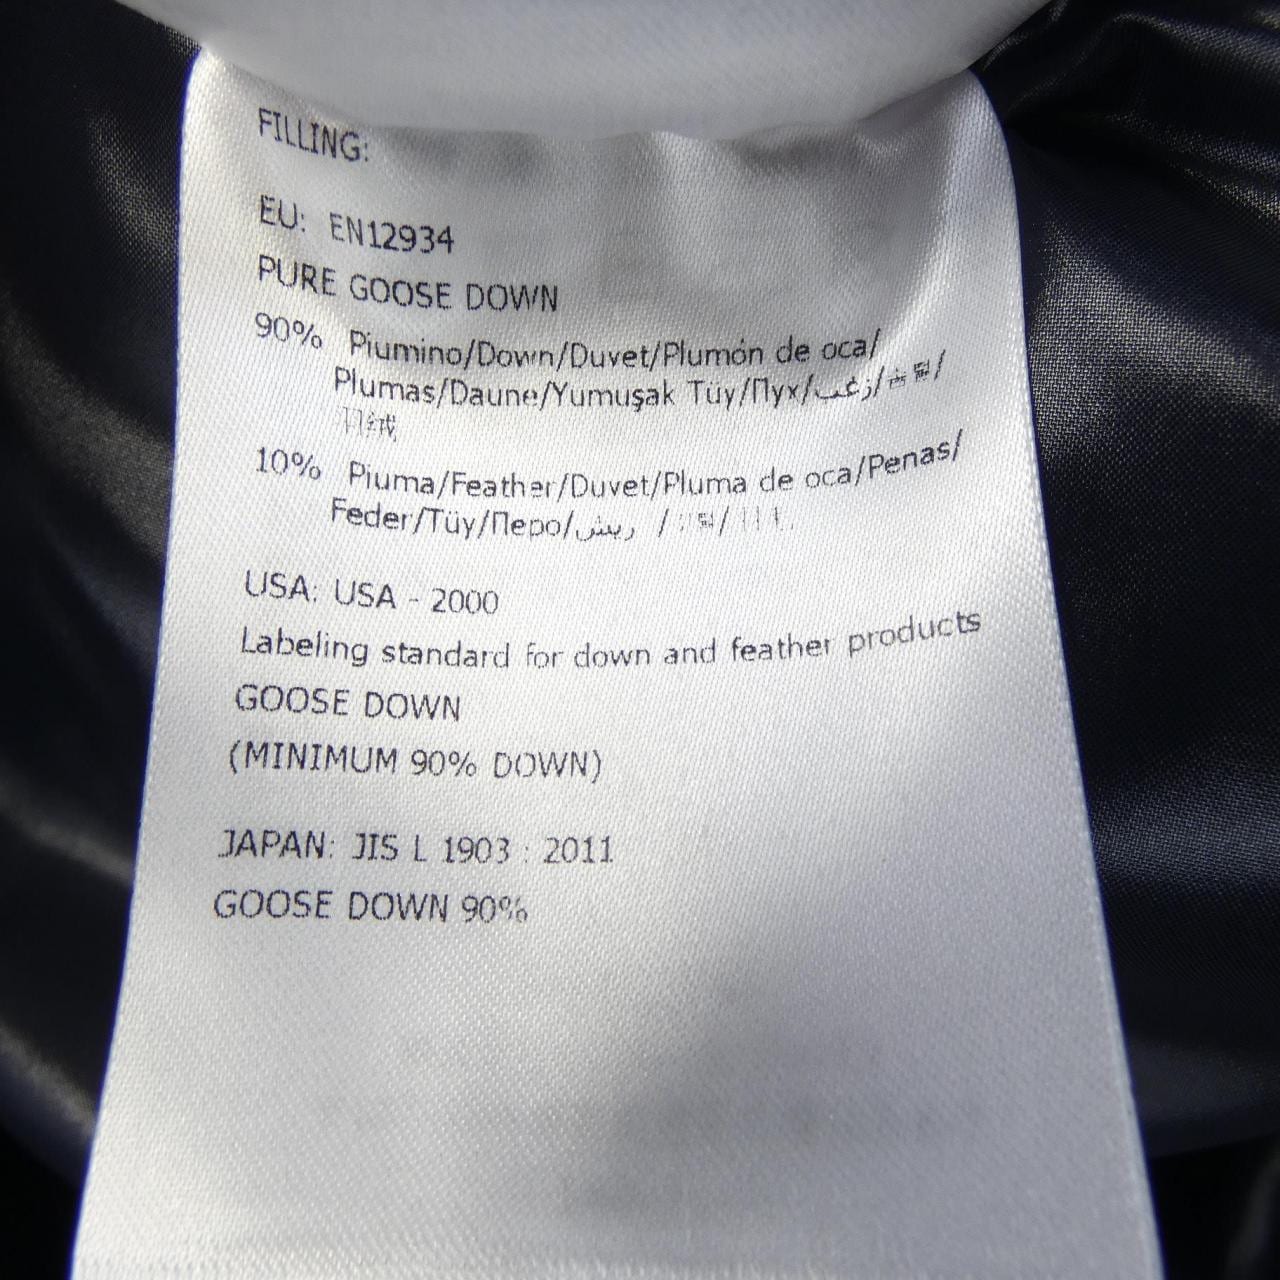 FILLING:
EU: EN12934
PURE GOOSE DOWN
90% Piumino/Down/Duvet/Plumón de oca/
Plumas/Daune/Yumuşak Tüy/Пух/زغب/
羽绒
10% Piuma/Feather/Duvet/Pluma de oca/Penas/
Feder/Tüy/Перо/ريش /
USA: USA - 2000
Labeling standard for down and feather products
GOOSE DOWN
(MINIMUM 90% DOWN)
JAPAN: JIS L 1903 : 2011
GOOSE DOWN 90%